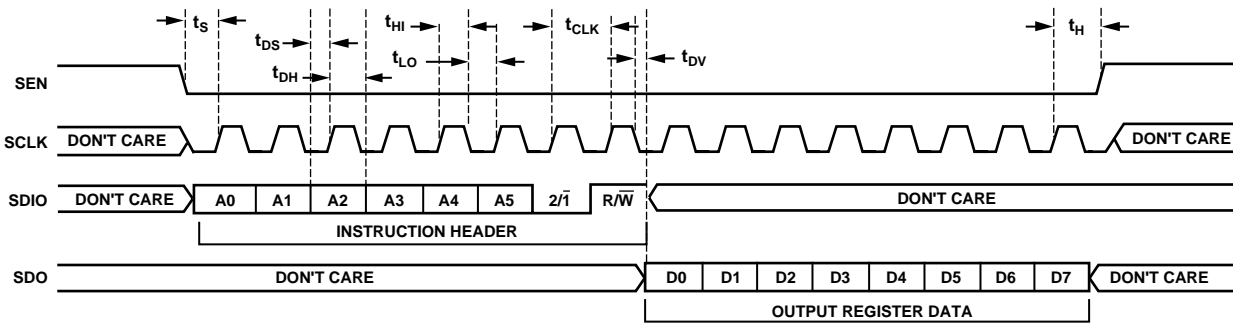 tS
tDS
tHI
tCLK
tH
tDH
tLO
tDV
SEN
SCLK DON'T CARE DON'T CARE
SDIO DON'T CARE A0 A1 A2 A3 A4 A5 2/1̅ R/W̅ DON'T CARE
INSTRUCTION HEADER
SDO DON'T CARE D0 D1 D2 D3 D4 D5 D6 D7 DON'T CARE
OUTPUT REGISTER DATA